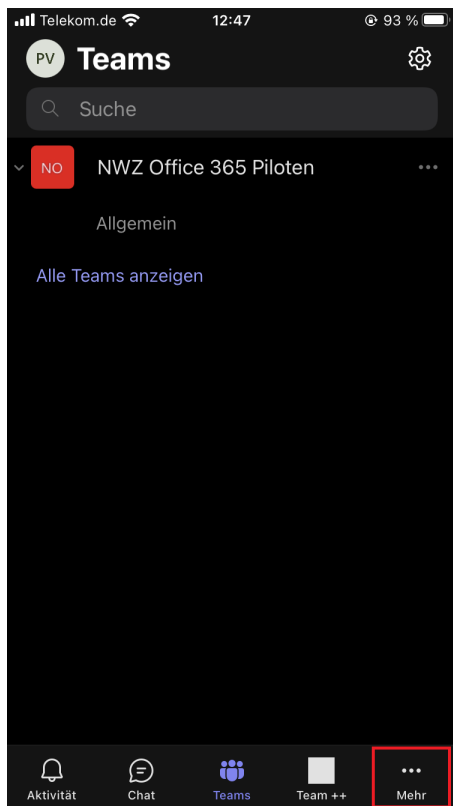 Telekom.de 12:47 93 %
PV Teams
Suche
NO NWZ Office 365 Piloten
Allgemein
Alle Teams anzeigen
Aktivität Chat Teams Team ++ Mehr